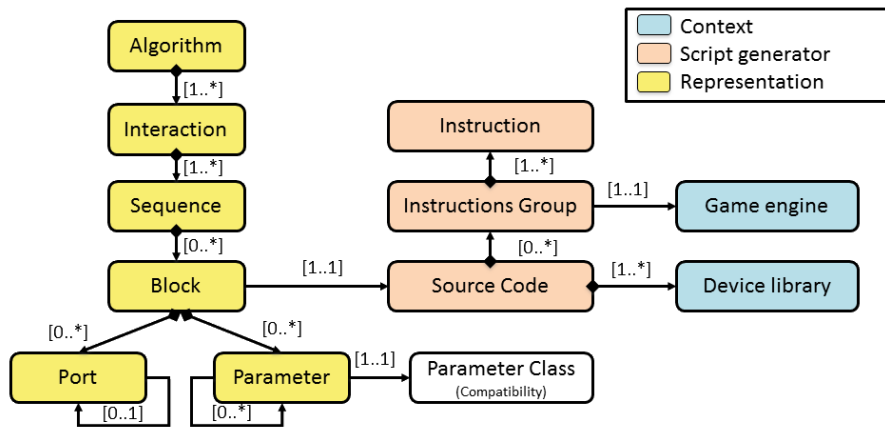 Algorithm
Context
Script generator
Representation
[1..*]
Interaction
Instruction
[1..*]
[1..*]
Sequence
Instructions Group
[1..1]
Game engine
[0..*]
[0..*]
Block
[1..1]
Source Code
[1..*]
Device library
[0..*]
[0..*]
Port
Parameter
[1..1]
Parameter Class
(Compatibility)
[0..1]
[0..*]